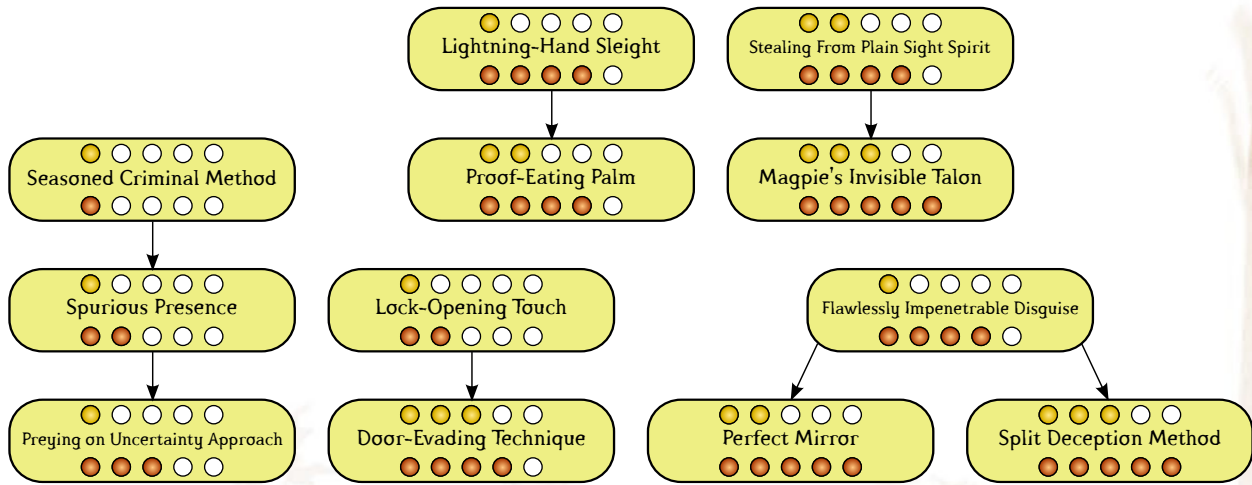 Lightning-Hand Sleight
Stealing From Plain Sight Spirit
Seasoned Criminal Method
Proof-Eating Palm
Magpie's Invisible Talon
Spurious Presence
Lock-Opening Touch
Flawlessly Impenetrable Disguise
Preying on Uncertainty Approach
Door-Evading Technique
Perfect Mirror
Split Deception Method